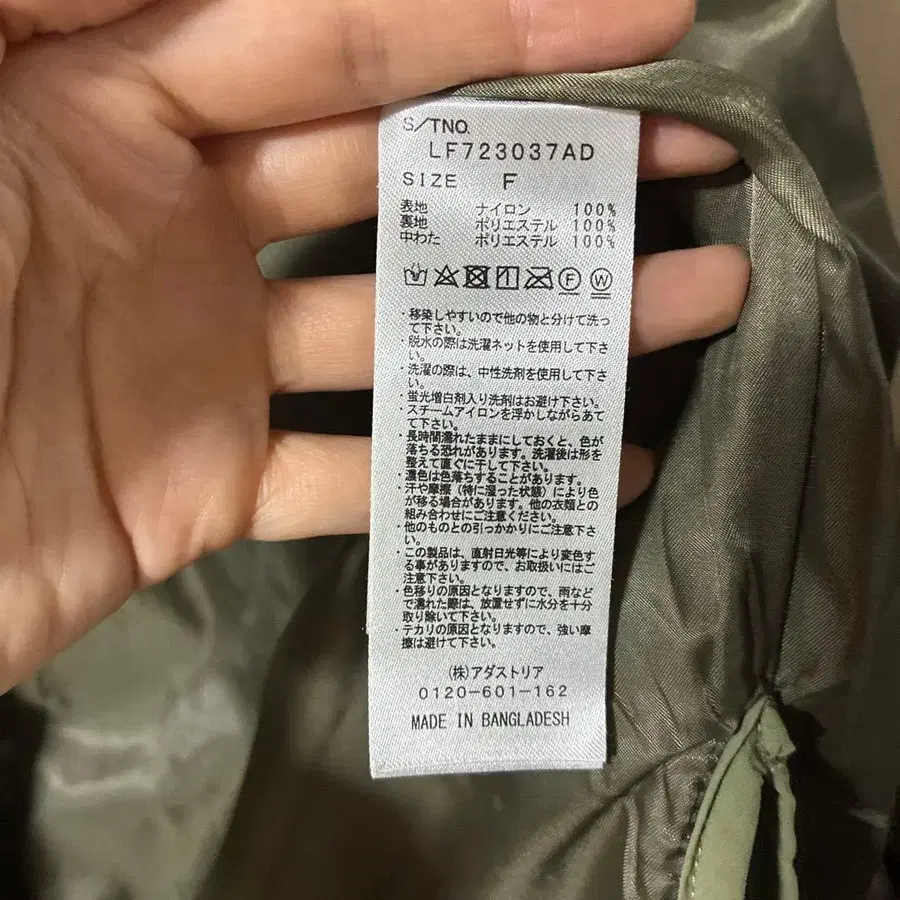 S/TNO.
LF723037AD
SIZE F
表地 ナイロン 100%
裏地 ポリエステル 100%
中わた ポリエステル 100%
F W
・移染しやすいので他の物と分けて洗っ
て下さい。
・脱水の際は洗濯ネットを使用して下さ
い。
・洗濯の際は、中性洗剤を使用して下さ
い。
・蛍光増白剤入り洗剤はお避け下さい。
・スチームアイロンを浮かしながらあて
て下さい。
・長時間濡れたままにしておくと、色が
落ちる恐れがあります。洗濯後は形を
整えて直ぐに干して下さい。
・濃色は色落ちすることがあります。
・汗や摩擦（特に湿った状態）により色
が移る場合があります。他の衣類との
組み合わせにご注意ください。
・他のものとの引っかかりにご注意下さ
い。
・この製品は、直射日光等により変色す
る事がありますので、お取扱いにはご
注意下さい。
・色移りの原因となりますので、雨など
で濡れた際は、放置せずに水分を十分
取り除いて下さい。
・テカリの原因となりますので、強い摩
擦は避けて下さい。
(株)アダストリア
0120-601-162
MADE IN BANGLADESH